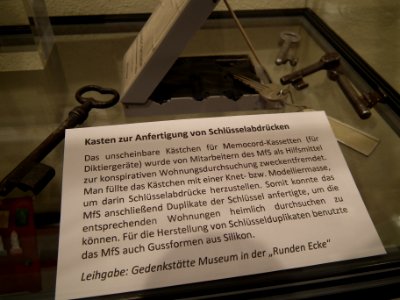 Kasten zur Anfertigung von Schlüsselabdrücken
Das unscheinbare Kästchen für Memocord-Kassetten (für
Diktiergeräte) wurde von Mitarbeitern des MfS als Hilfsmittel
zur konspirativen Wohnungsdurchsuchung zweckentfremdet.
Man füllte das Kästchen mit einer Knet- bzw. Modelliermasse,
um darin Schlüsselabdrücke herzustellen. Somit konnte das
MfS anschließend Duplikate der Schlüssel anfertigte, um die
entsprechenden Wohnungen heimlich durchsuchen zu
können. Für die Herstellung von Schlüsselduplikaten benutzte
das MfS auch Gussformen aus Silikon.
Leihgabe: Gedenkstätte Museum in der „Runden Ecke“